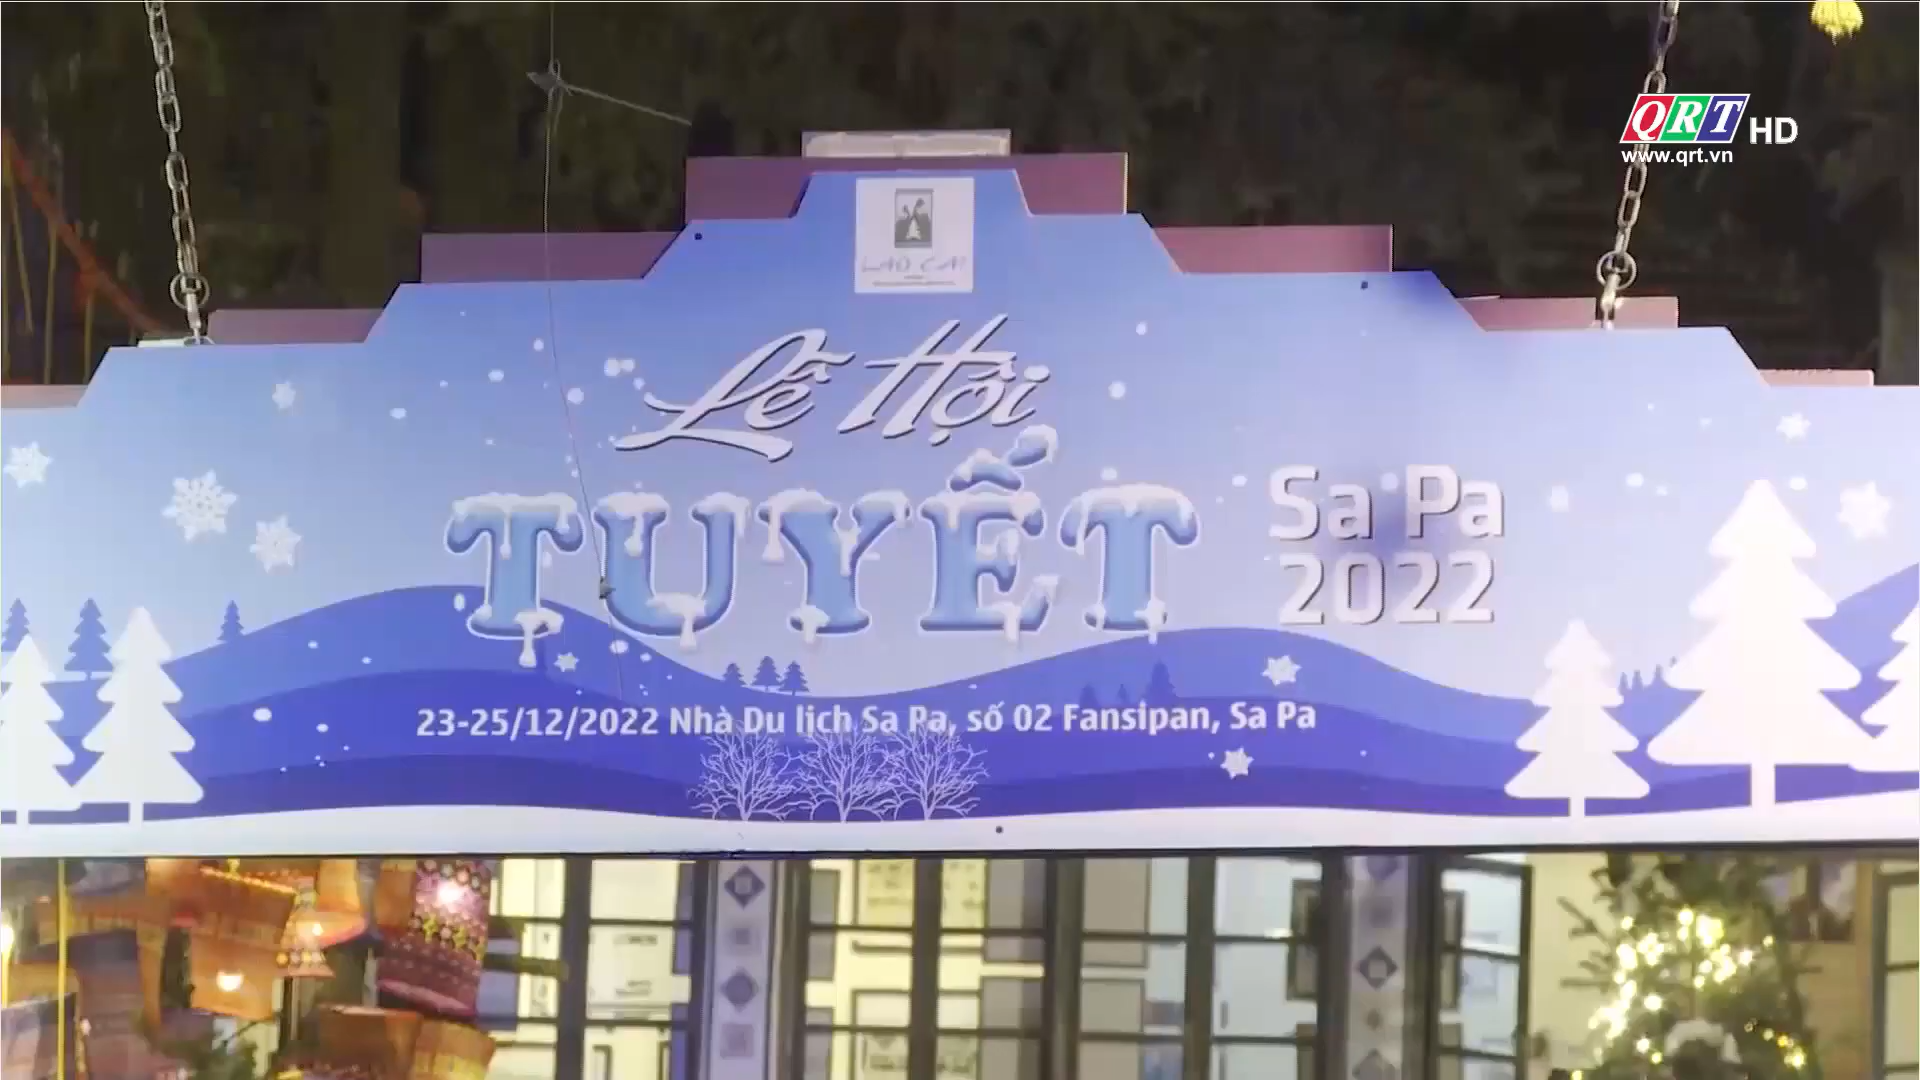 QRT HD
www.qrt.vn
LAO CAI
Lễ Hội
TUYẾT
Sa Pa
2022
23-25/12/2022 Nhà Du lịch Sa Pa, số 02 Fansipan, Sa Pa